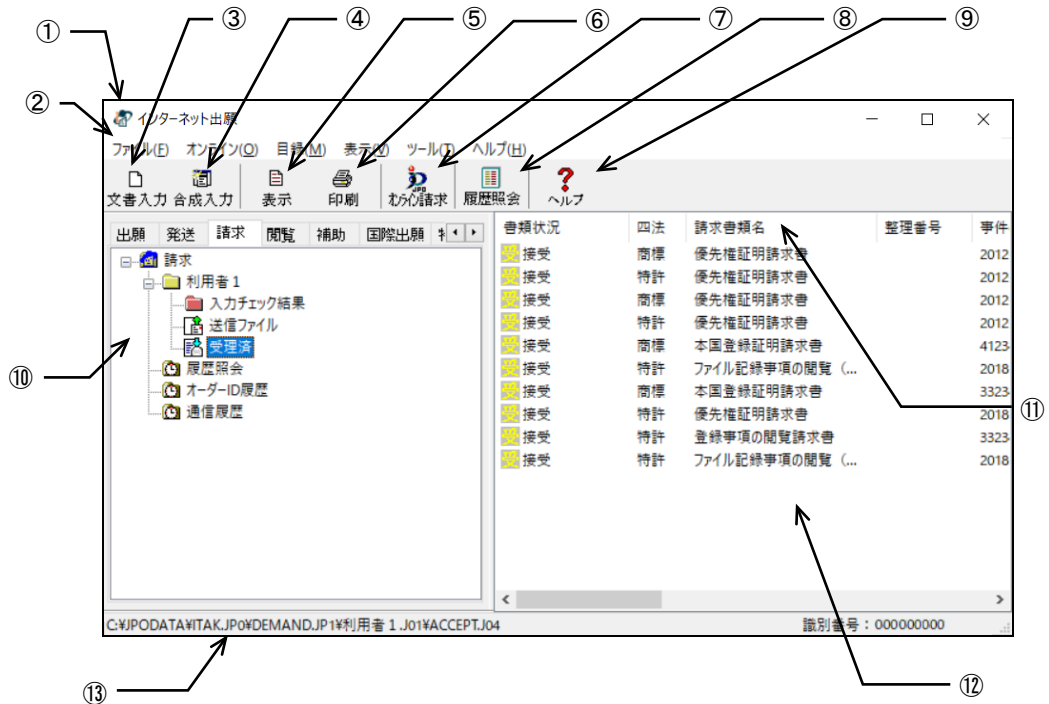 ③ ④ ⑤ ⑥ ⑦ ⑧ ⑨
①
②
インターネット出願
ファイル(F) オンライン(O) 目録(M) 表示(V) ツール(T) ヘルプ(H)
文書入力 合成入力 表示 印刷 オンライン請求 履歴照会 ヘルプ
出願 発送 請求 閲覧 補助 国際出願
請求
利用者1
入力チェック結果
送信ファイル
受理済
履歴照会
オーダーID履歴
通信履歴
書類状況 四法 請求書類名 整理番号 事件
受 接受 商標 優先権証明請求書 2012
受 接受 特許 優先権証明請求書 2012
受 接受 商標 優先権証明請求書 2012
受 接受 特許 優先権証明請求書 2012
受 接受 商標 本国登録証明請求書 4123
受 接受 特許 ファイル記録事項の閲覧（... 2018
受 接受 商標 本国登録証明請求書 3323
受 接受 特許 優先権証明請求書 2018
受 接受 特許 登録事項の閲覧請求書 3323
受 接受 特許 ファイル記録事項の閲覧（... 2018
⑩
⑪
C:¥JPODATA¥ITAK.JP0¥DEMAND.JP1¥利用者1.J01¥ACCEPT.J04 識別番号：000000000
⑬ ⑫